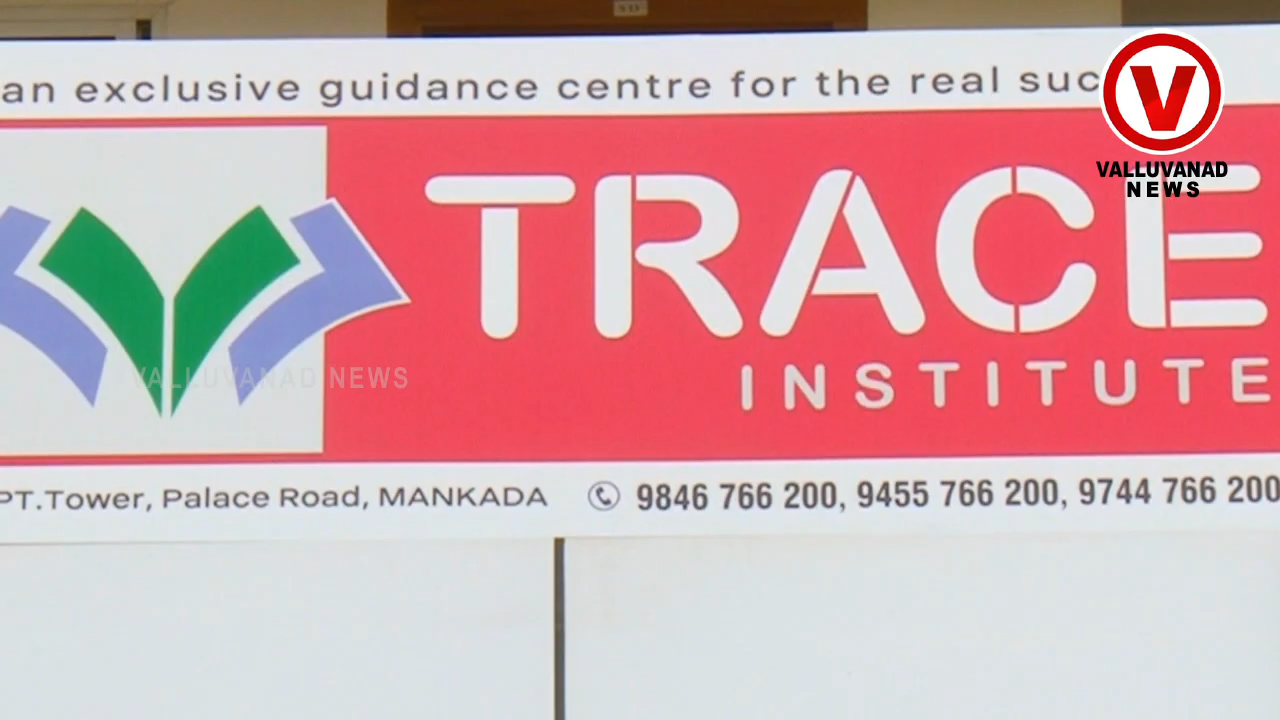 an exclusive guidance centre for the real suc
VALLUVANAD
NEWS
TRACE
INSTITUTE
VALLUVANAD NEWS
PT.Tower, Palace Road, MANKADA
9846 766 200, 9455 766 200, 9744 766 200